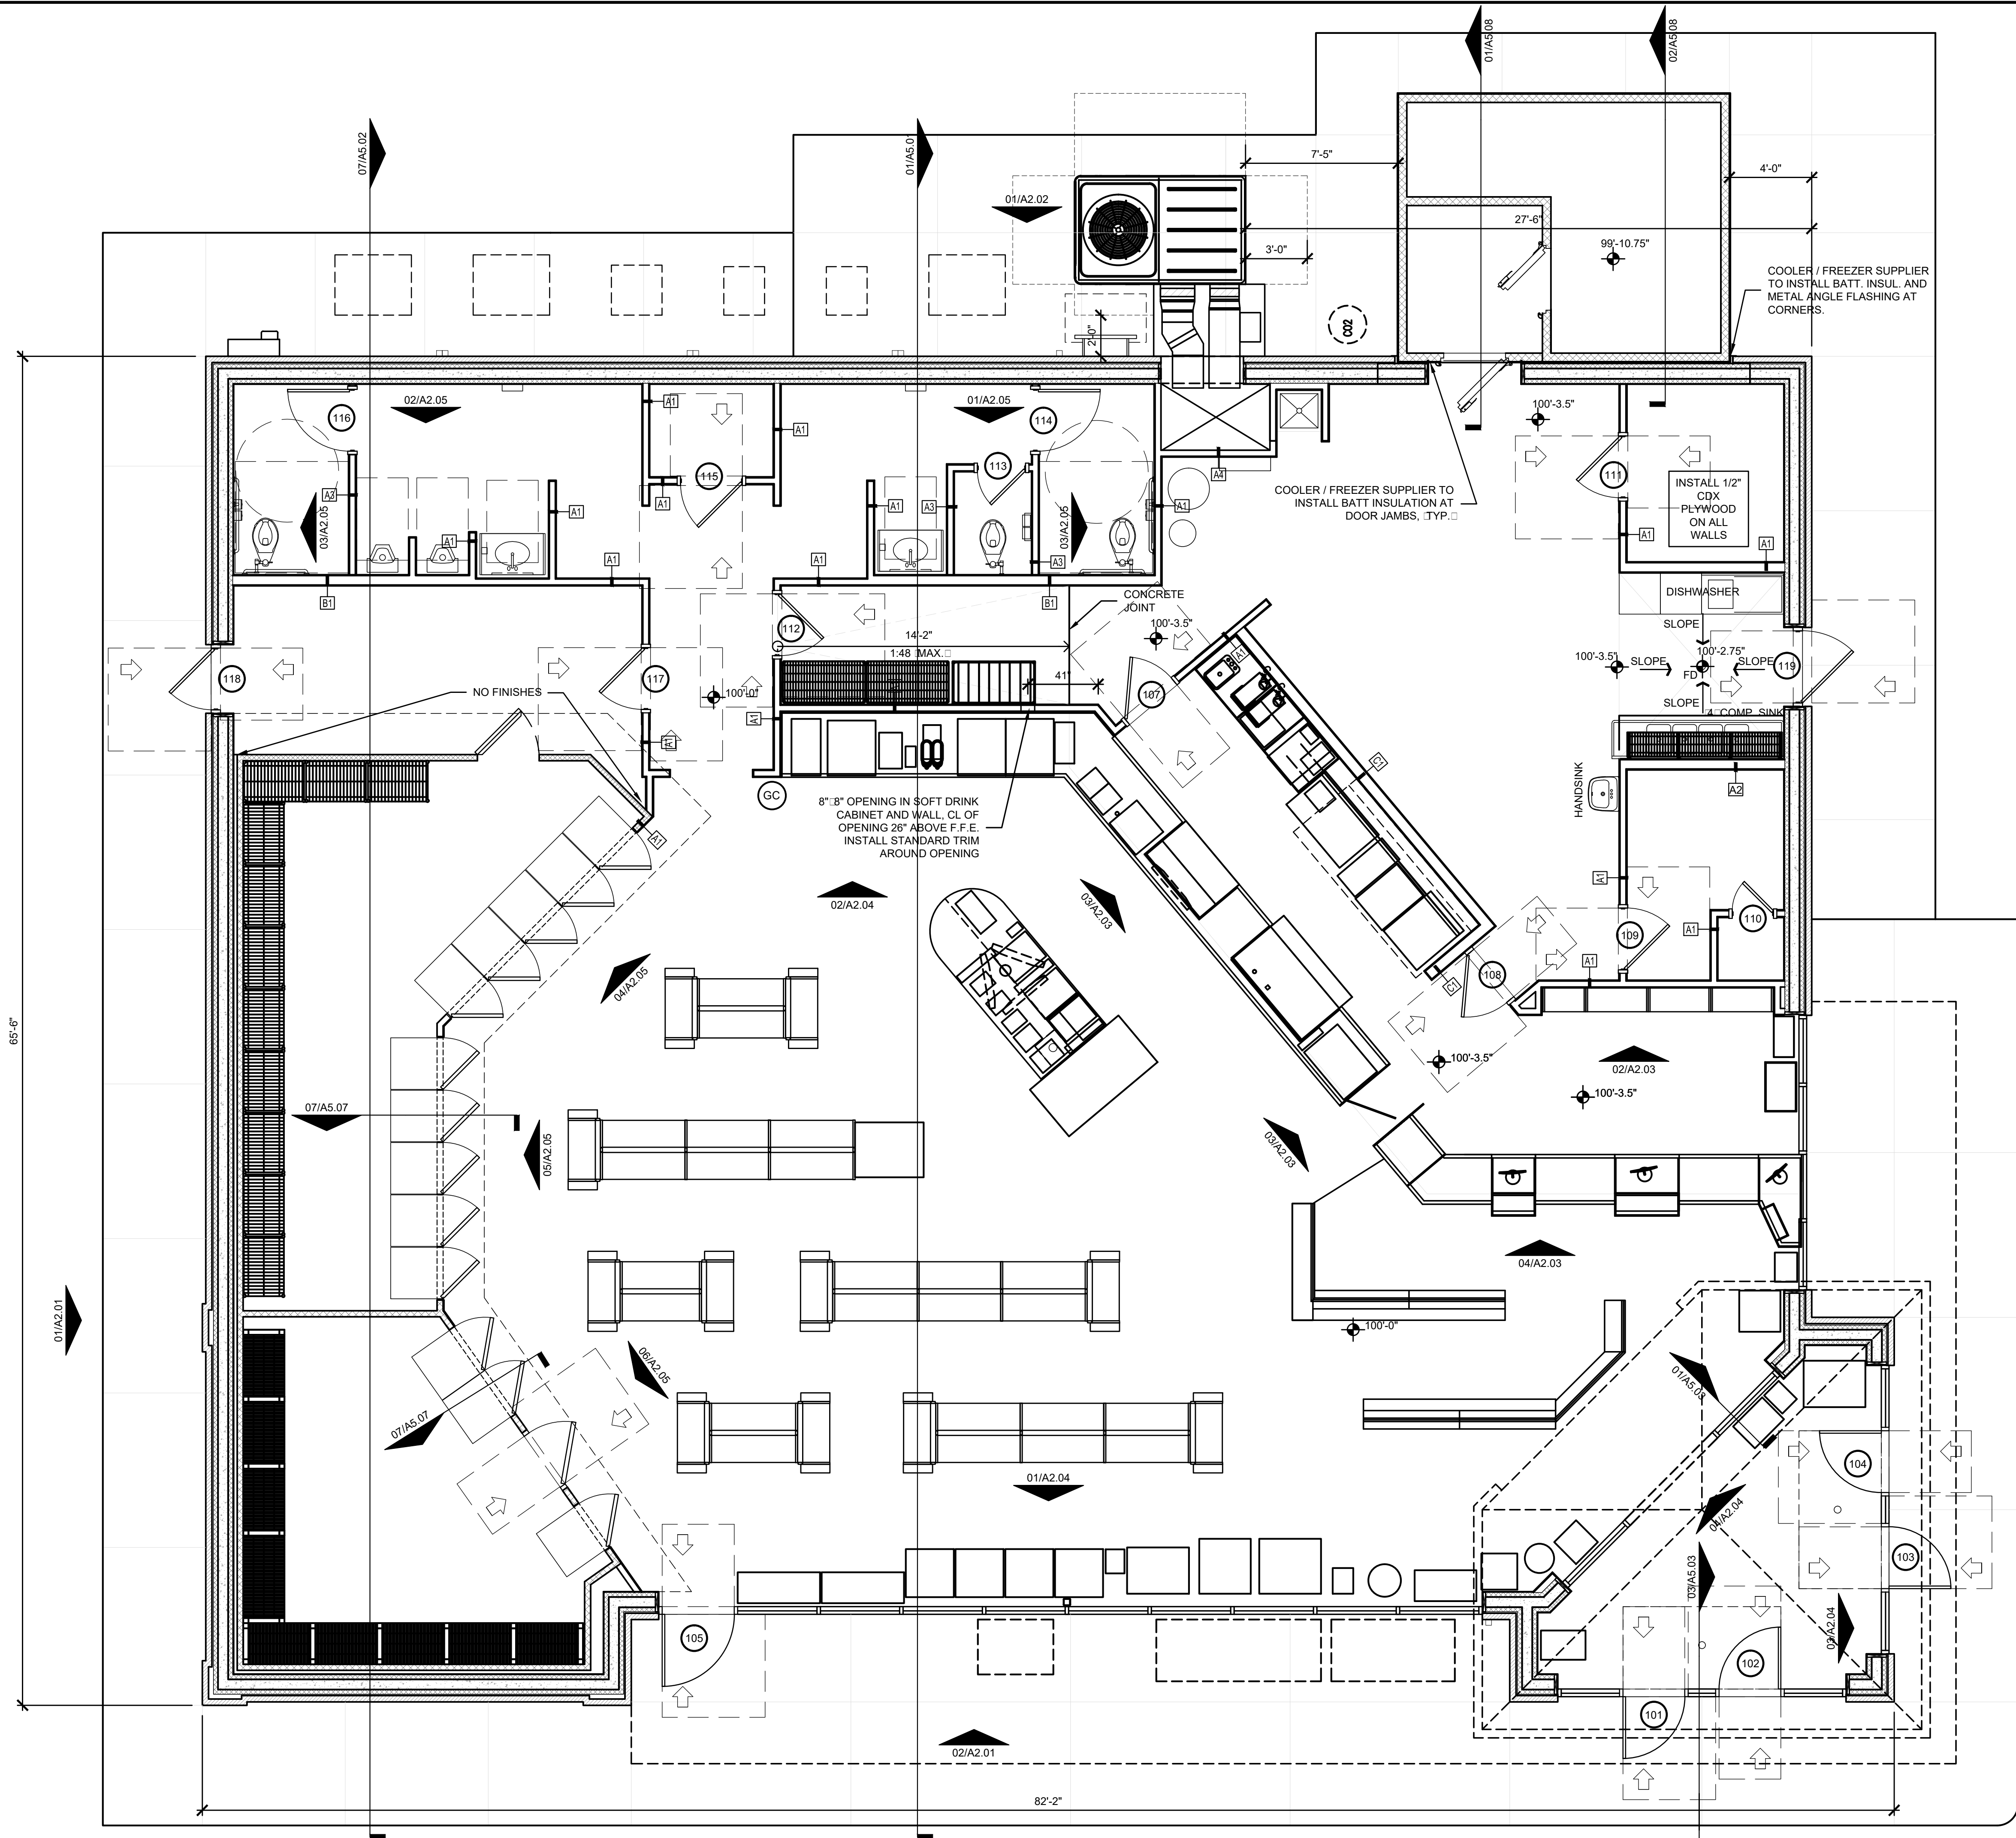 01/A5.08
02/A5.08
07/A5.02
01/A5.01
7'-5"
4'-0"
01/A2.02
27'-6"
99'-10.75"
3'-0"
COOLER / FREEZER SUPPLIER
TO INSTALL BATT. INSUL. AND
METAL ANGLE FLASHING AT
CORNERS.
CO2
2'-0"
116
02/A2.05
A1
A1
01/A2.05
114
100'-3.5"
115
113
A4
111
A3
A1
A1
A1
A3
A1
COOLER / FREEZER SUPPLIER TO
INSTALL BATT INSULATION AT
DOOR JAMBS, TYP.
INSTALL 1/2"
CDX
PLYWOOD
ON ALL
WALLS
03/A2.05
03/A2.05
A1
A1
A1
A1
A1
A3
B1
B1
CONCRETE
JOINT
DISHWASHER
112
100'-3.5"
SLOPE
14'-2"
1:48 MAX.
A1
100'-3.5"
SLOPE
100'-2.75"
SLOPE
FD
119
118
117
NO FINISHES
100'-0"
41"
107
SLOPE
4 COMP. SINK
A1
A1
C1
A2
HANDSINK
GC
8" 8" OPENING IN SOFT DRINK
CABINET AND WALL, CL OF
OPENING 26" ABOVE F.F.E.
INSTALL STANDARD TRIM
AROUND OPENING
A1
A1
02/A2.04
03/A2.03
110
A1
109
04/A2.05
A1
108
C1
65'-6"
100'-3.5"
02/A2.03
100'-3.5"
07/A5.07
05/A2.05
03/A2.03
04/A2.03
01/A2.01
100'-0"
06/A2.05
01/A5.03
07/A5.07
104
01/A2.04
04/A2.04
103
03/A5.03
03/A2.04
105
102
101
02/A2.01
82'-2"